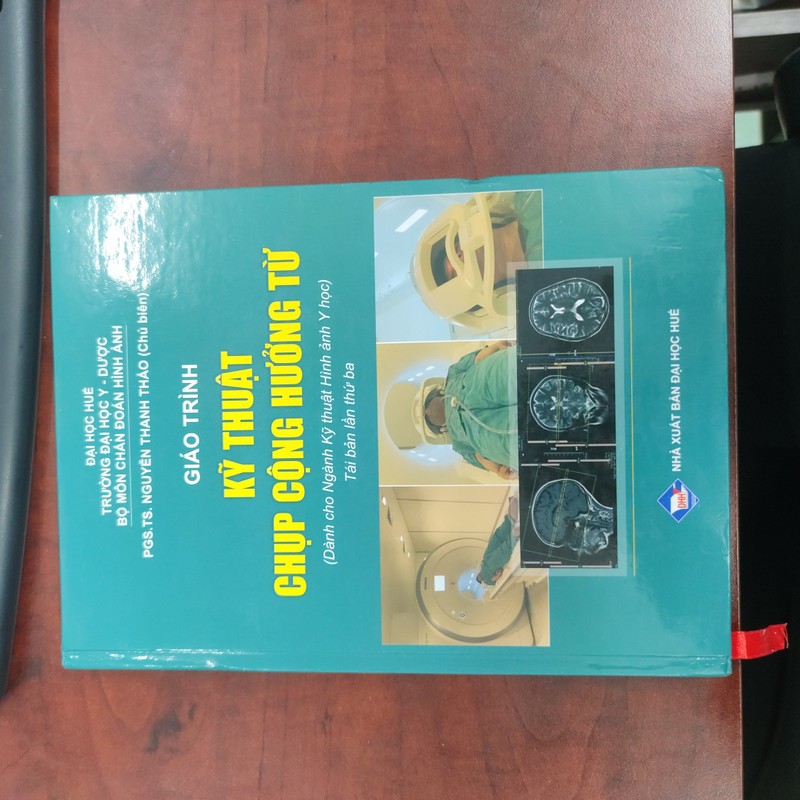 ĐẠI HỌC HUẾ
TRƯỜNG ĐẠI HỌC Y - DƯỢC
BỘ MÔN CHẨN ĐOÁN HÌNH ẢNH
PGS.TS. NGUYỄN THANH THẢO (Chủ biên)
GIÁO TRÌNH
KỸ THUẬT
CHỤP CỘNG HƯỞNG TỪ
(Dành cho Ngành Kỹ thuật Hình ảnh Y học)
Tái bản lần thứ ba
ĐHH
NHÀ XUẤT BẢN ĐẠI HỌC HUẾ